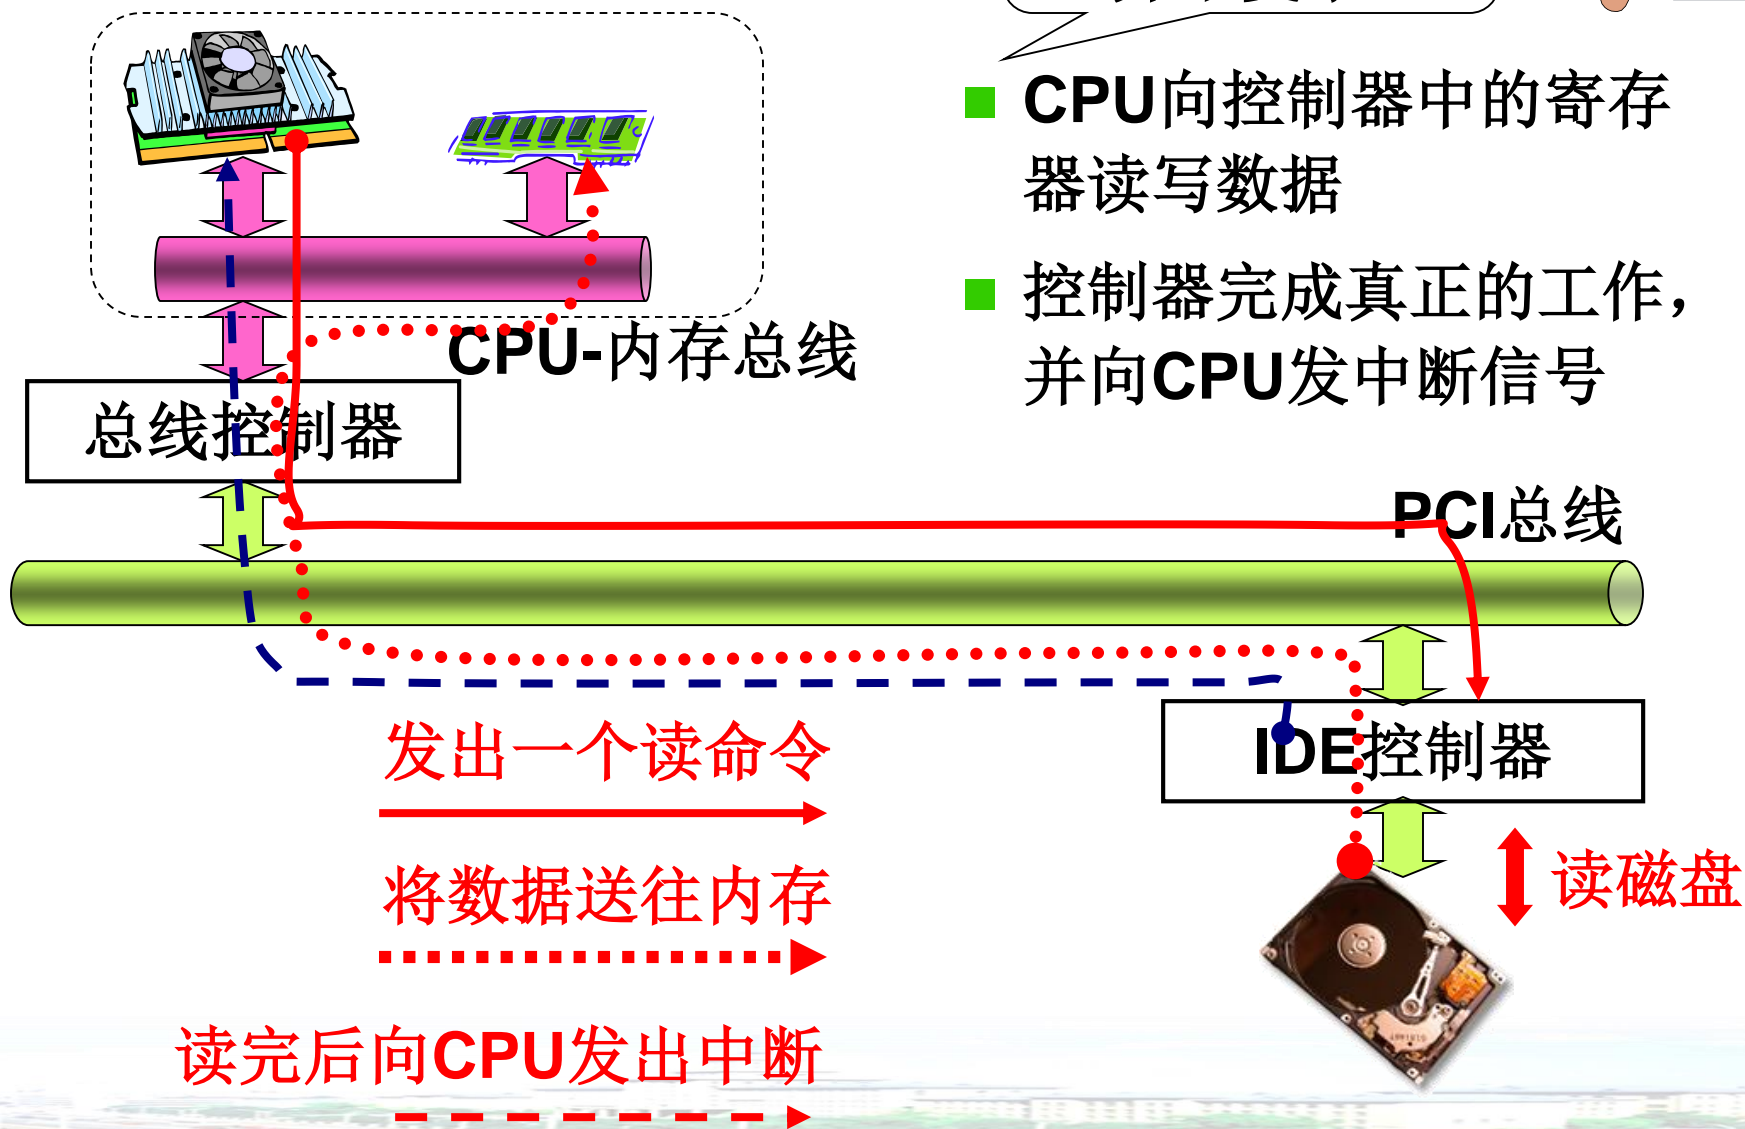 CPU向控制器中的寄存
器读写数据
控制器完成真正的工作，
并向CPU发中断信号
CPU-内存总线
总线控制器
PCI总线
IDE控制器
发出一个读命令
将数据送往内存
读完后向CPU发出中断
读磁盘